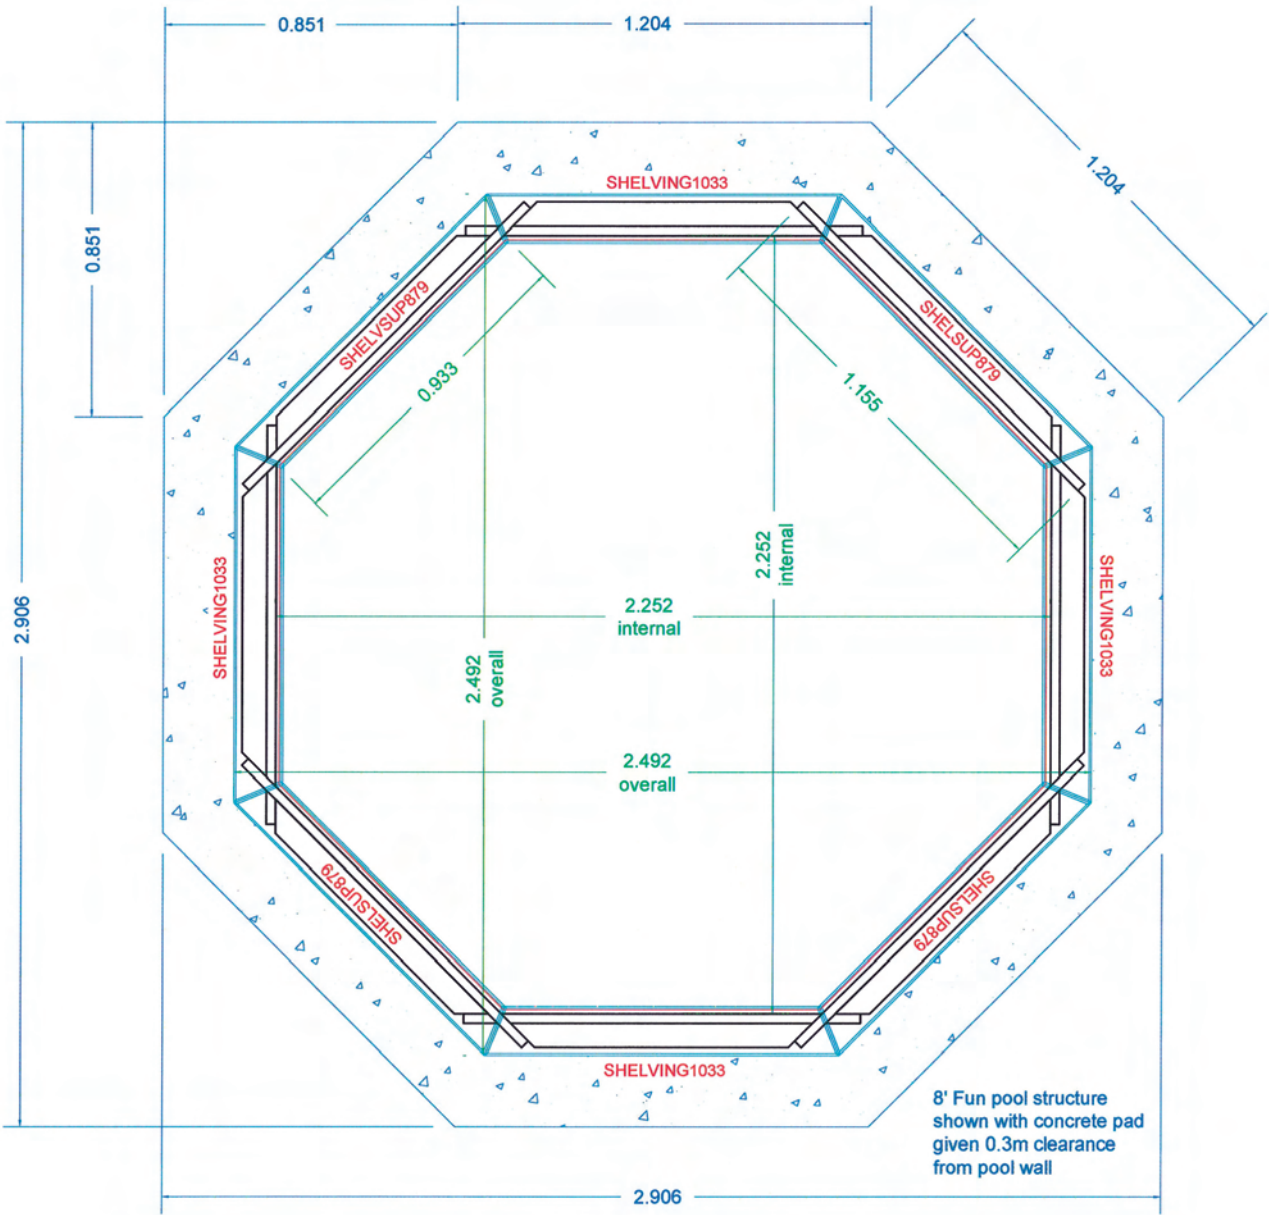 0.851
1.204
1.204
0.851
SHELVING1033
SHELVSUP879
SHELSUP879
0.933
1.155
2.252
internal
2.906
SHELVING1033
2.252
internal
SHELVING1033
2.492
overall
2.492
overall
SHELSUP879
SHELSUP879
SHELVING1033
8' Fun pool structure
shown with concrete pad
given 0.3m clearance
from pool wall
2.906